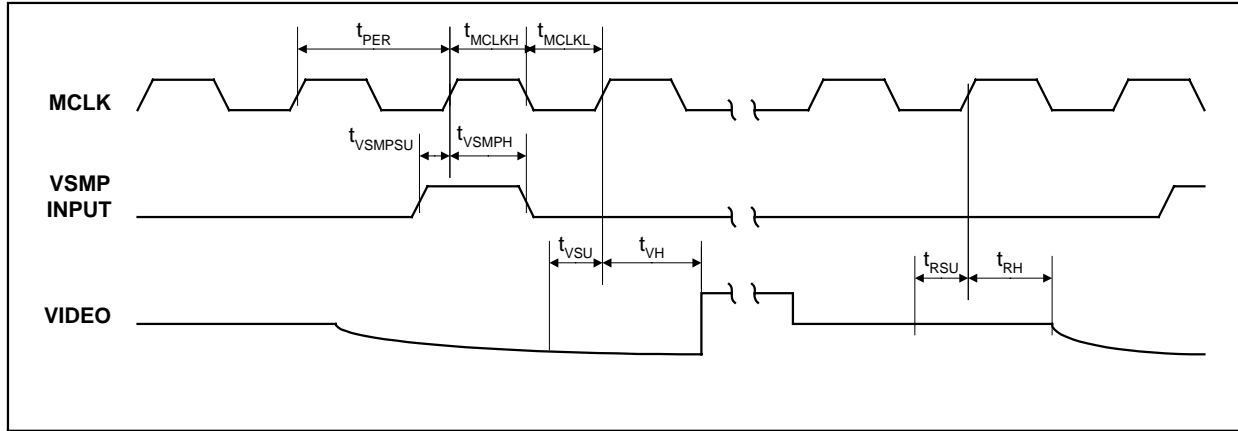 tPER tMCLKH tMCLKL
MCLK
tVSMPSU tVSMPH
VSMP
INPUT
tVSU tVH tRSU tRH
VIDEO